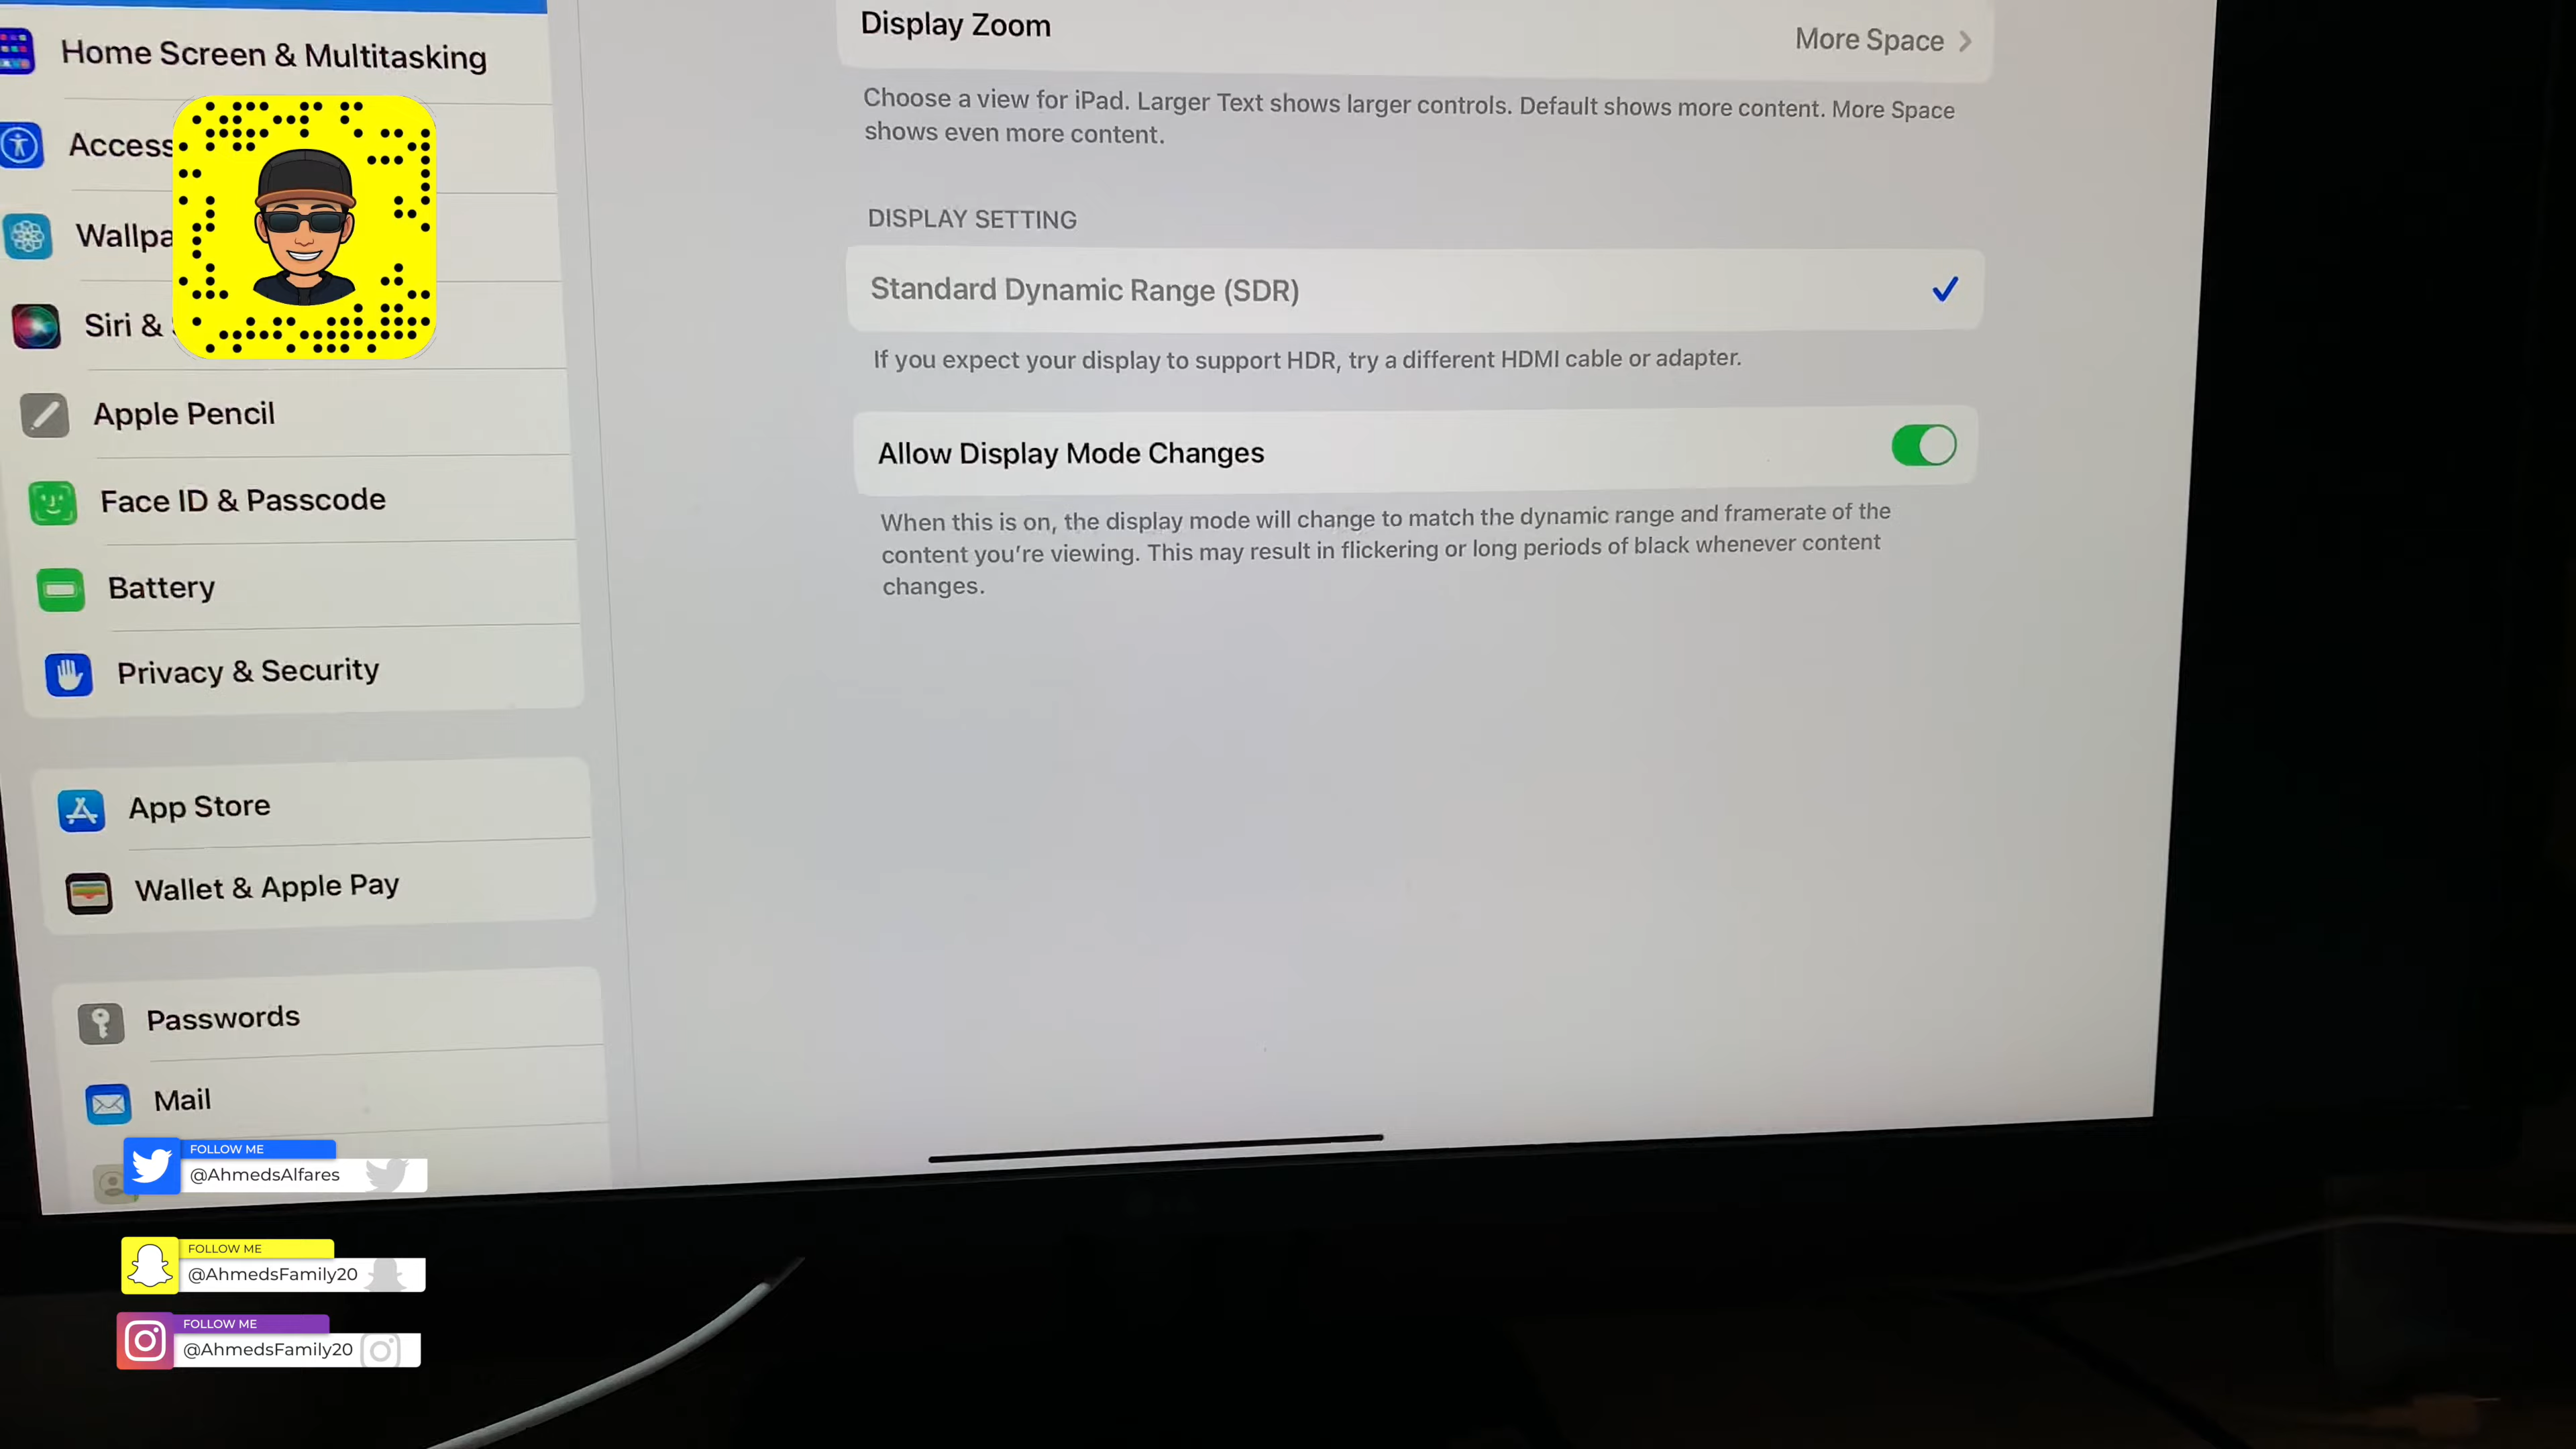 Home Screen & Multitasking
Access
Wallpa
Siri &
Apple Pencil
Face ID & Passcode
Battery
Privacy & Security
App Store
Wallet & Apple Pay
Passwords
Mail
Display Zoom
More Space
Choose a view for iPad. Larger Text shows larger controls. Default shows more content. More Space
shows even more content.
DISPLAY SETTING
Standard Dynamic Range (SDR)
If you expect your display to support HDR, try a different HDMI cable or adapter.
Allow Display Mode Changes
When this is on, the display mode will change to match the dynamic range and framerate of the
content you're viewing. This may result in flickering or long periods of black whenever content
changes.
FOLLOW ME
@AhmedsAlfares
FOLLOW ME
@AhmedsFamily20
FOLLOW ME
@AhmedsFamily20